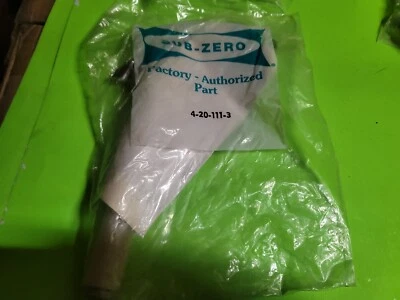 SUB-ZERO
Factory - Authorized
Part
4-20-111-3